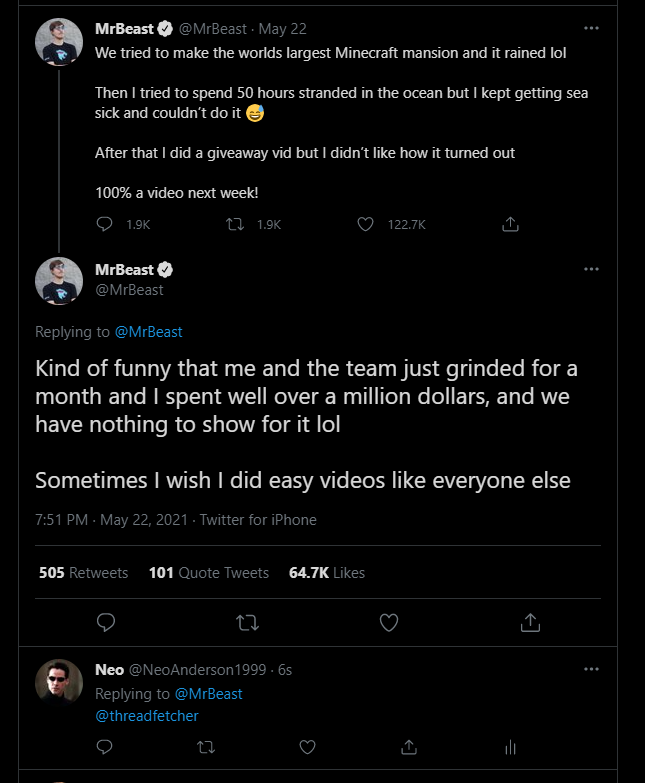 MrBeast @MrBeast · May 22
We tried to make the worlds largest Minecraft mansion and it rained lol
Then I tried to spend 50 hours stranded in the ocean but I kept getting sea
sick and couldn't do it 😅
After that I did a giveaway vid but I didn't like how it turned out
100% a video next week!
1.9K 1.9K 122.7K
MrBeast
@MrBeast
Replying to @MrBeast
Kind of funny that me and the team just grinded for a
month and I spent well over a million dollars, and we
have nothing to show for it lol
Sometimes I wish I did easy videos like everyone else
7:51 PM · May 22, 2021 · Twitter for iPhone
505 Retweets 101 Quote Tweets 64.7K Likes
Neo @NeoAnderson1999 · 6s
Replying to @MrBeast
@threadfetcher